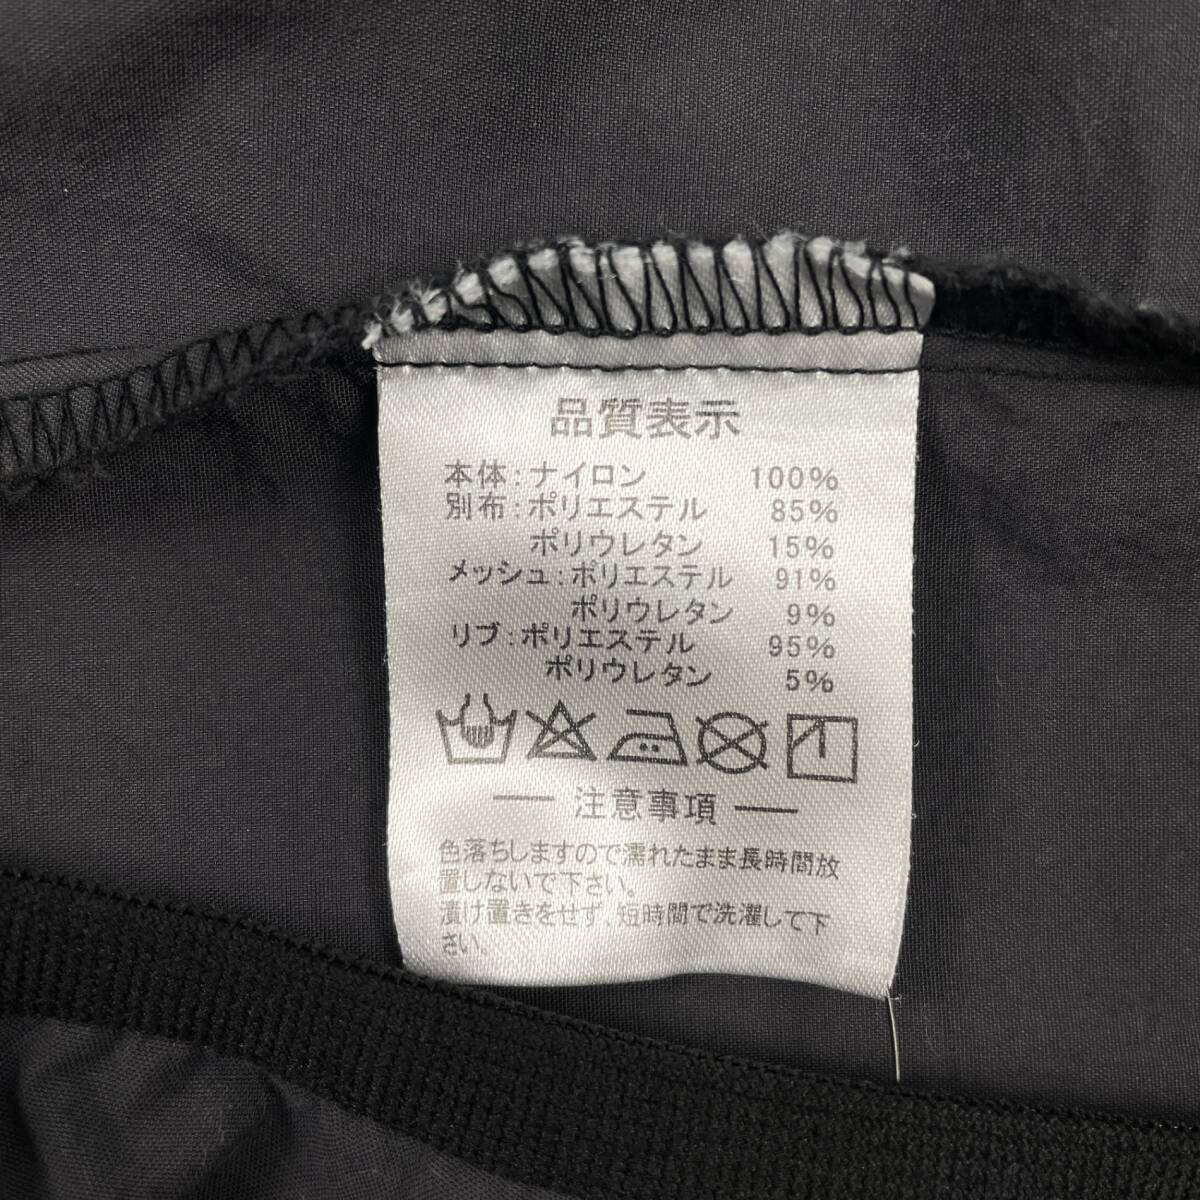 品質表示
本体:ナイロン 100%
別布:ポリエステル 85%
ポリウレタン 15%
メッシュ:ポリエステル 91%
ポリウレタン 9%
リブ:ポリエステル 95%
ポリウレタン 5%
注意事項
色落ちしますので濡れたまま長時間放
置しないで下さい。
漬け置きをせず、短時間で洗濯して下
さい。